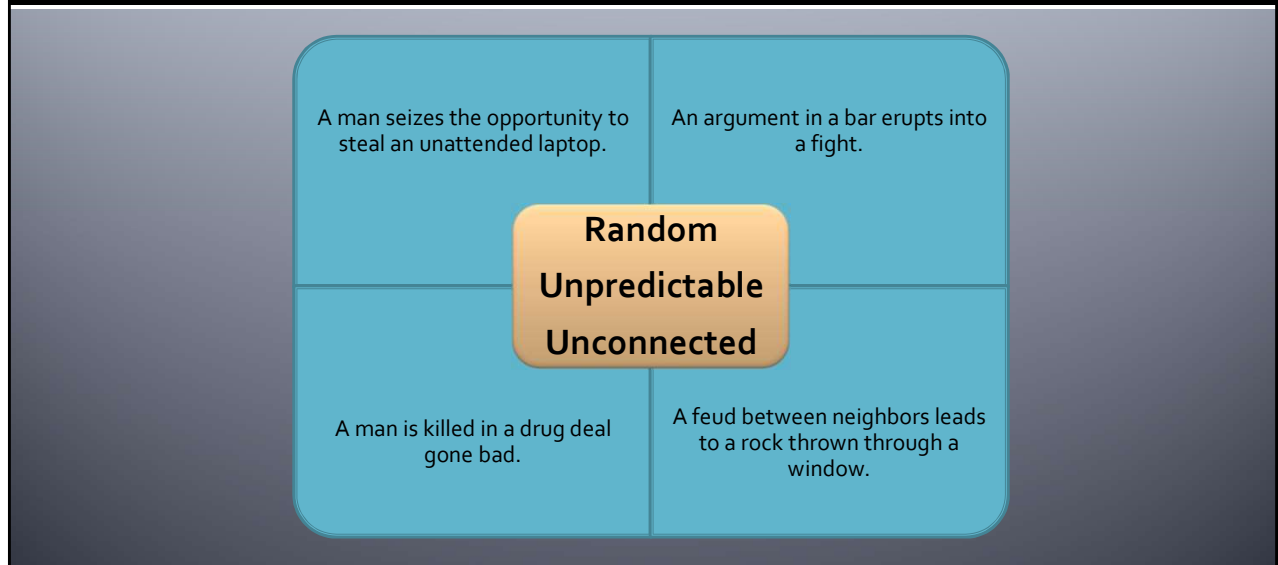 A man seizes the opportunity to
steal an unattended laptop.
An argument in a bar erupts into
a fight.
Random
Unpredictable
Unconnected
A man is killed in a drug deal
gone bad.
A feud between neighbors leads
to a rock thrown through a
window.